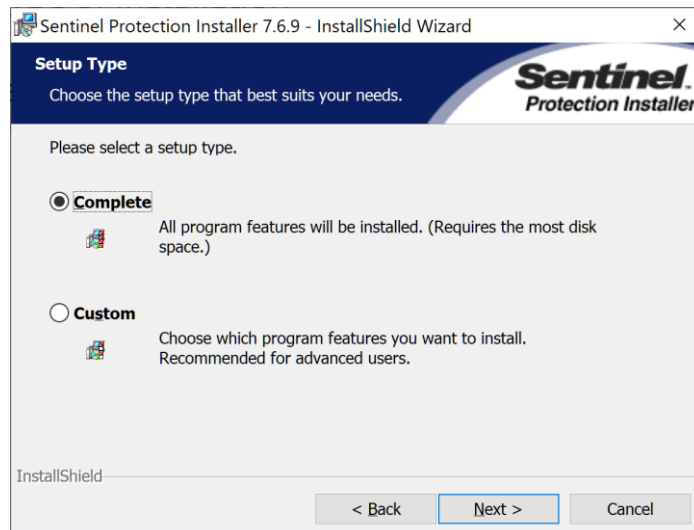 Sentinel Protection Installer 7.6.9 - InstallShield Wizard
Setup Type
Choose the setup type that best suits your needs.
Sentinel.
Protection Installer
Please select a setup type.
Complete
All program features will be installed. (Requires the most disk
space.)
Custom
Choose which program features you want to install.
Recommended for advanced users.
InstallShield
< Back
Next >
Cancel